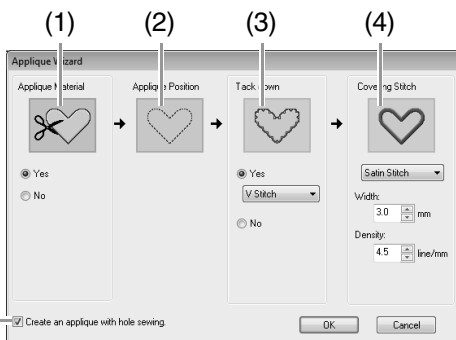 (1) (2) (3) (4)
Applique Wizard
Applique Material Applique Position Tack down Covering Stitch
Yes Yes Satin Stitch
No V Stitch Width:
No 3.0 mm
Density:
4.5 line/mm
Create an applique with hole sewing. OK Cancel